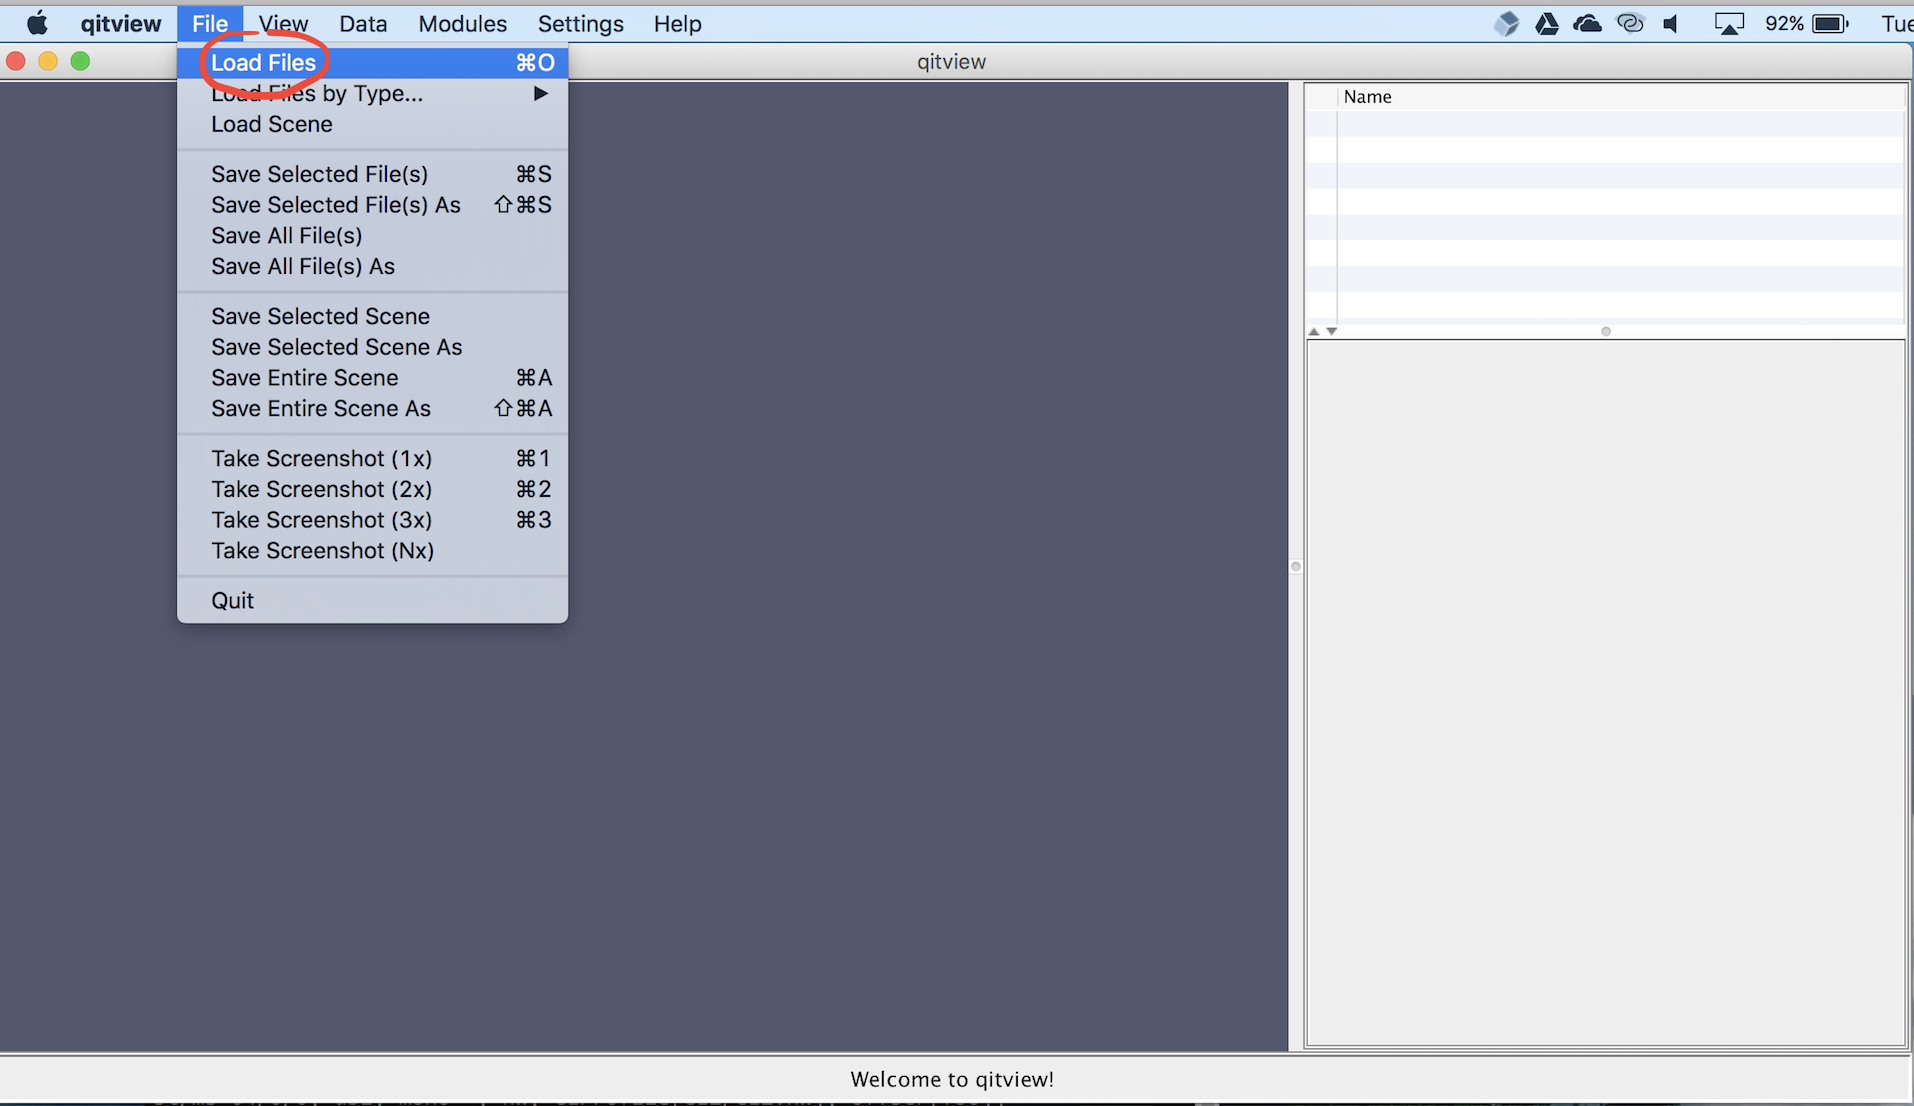 qitview File View Data Modules Settings Help 92% Tue
qitview
Load Files ⌘O
Load Files by Type... ▶
Load Scene
Save Selected File(s) ⌘S
Save Selected File(s) As ⇧⌘S
Save All File(s)
Save All File(s) As
Save Selected Scene
Save Selected Scene As
Save Entire Scene ⌘A
Save Entire Scene As ⇧⌘A
Take Screenshot (1x) ⌘1
Take Screenshot (2x) ⌘2
Take Screenshot (3x) ⌘3
Take Screenshot (Nx)
Quit
Name
Welcome to qitview!